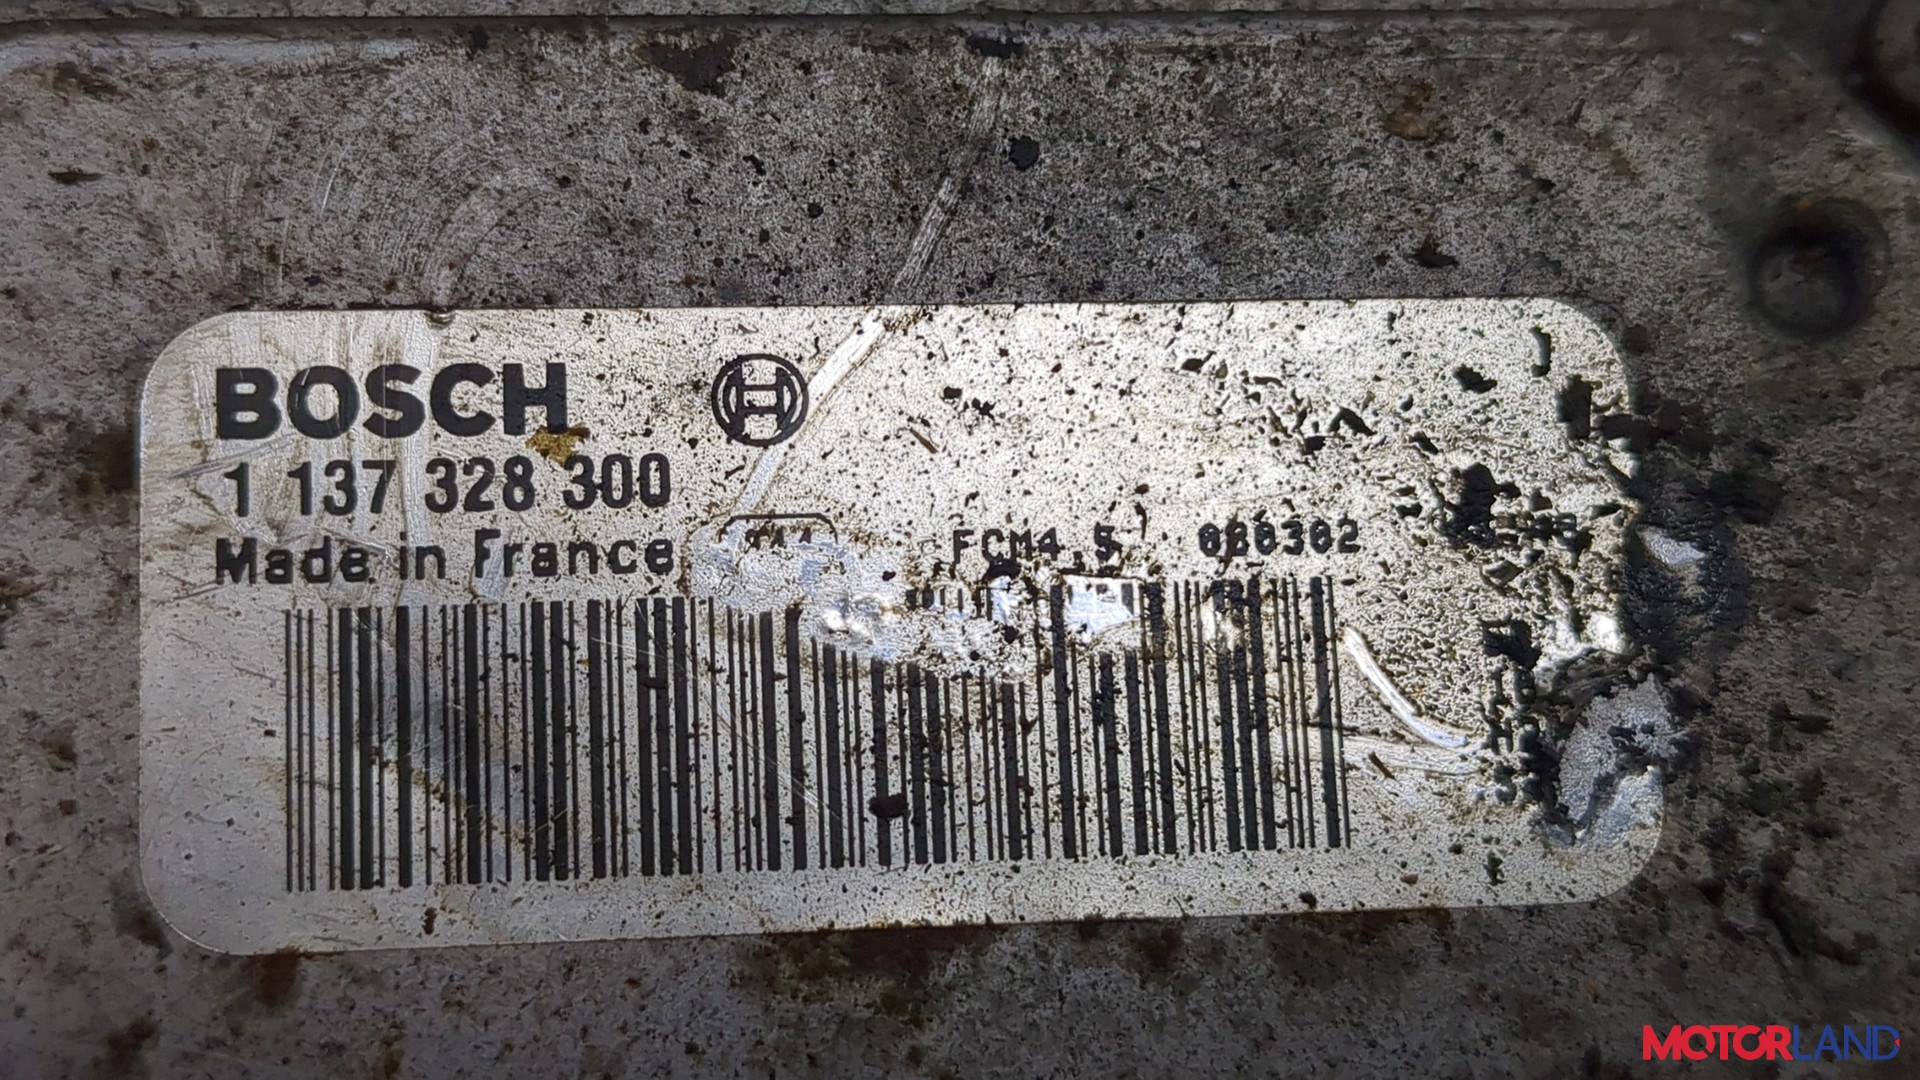 BOSCH
1 137 328 300
Made in France
FCM4.5
MOTORLAND